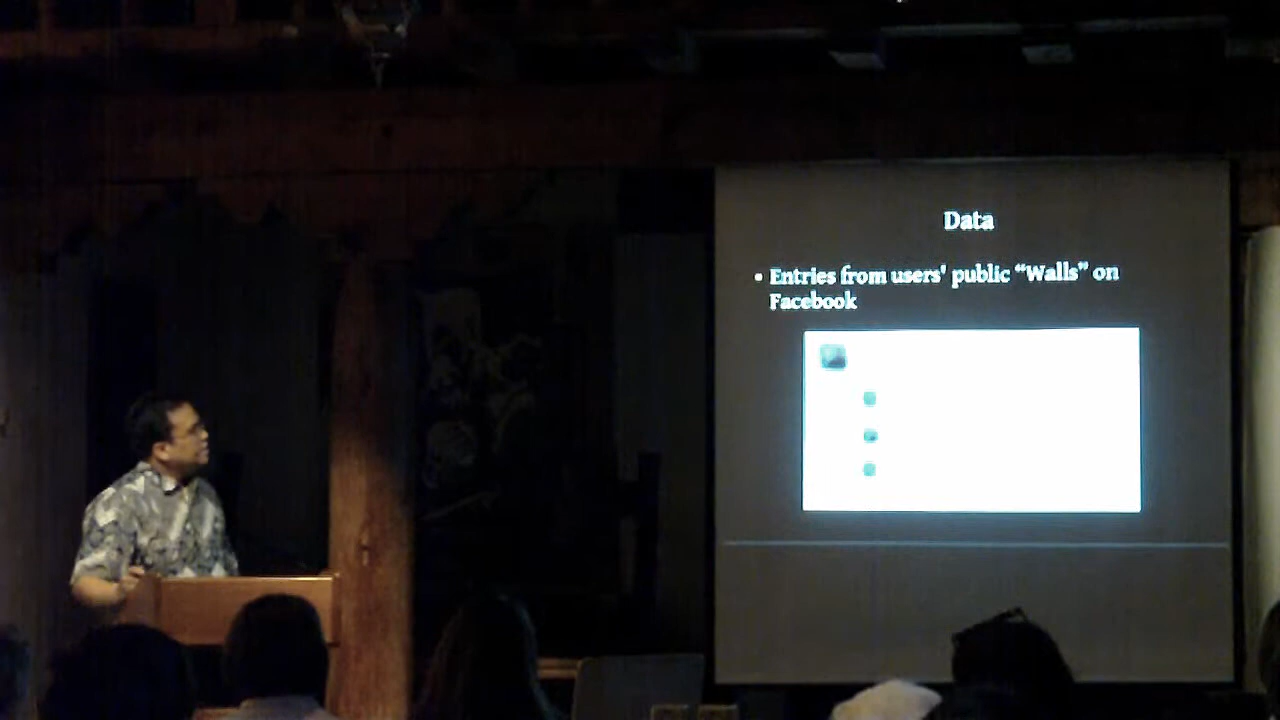 Data
• Entries from users' public “Walls” on
Facebook